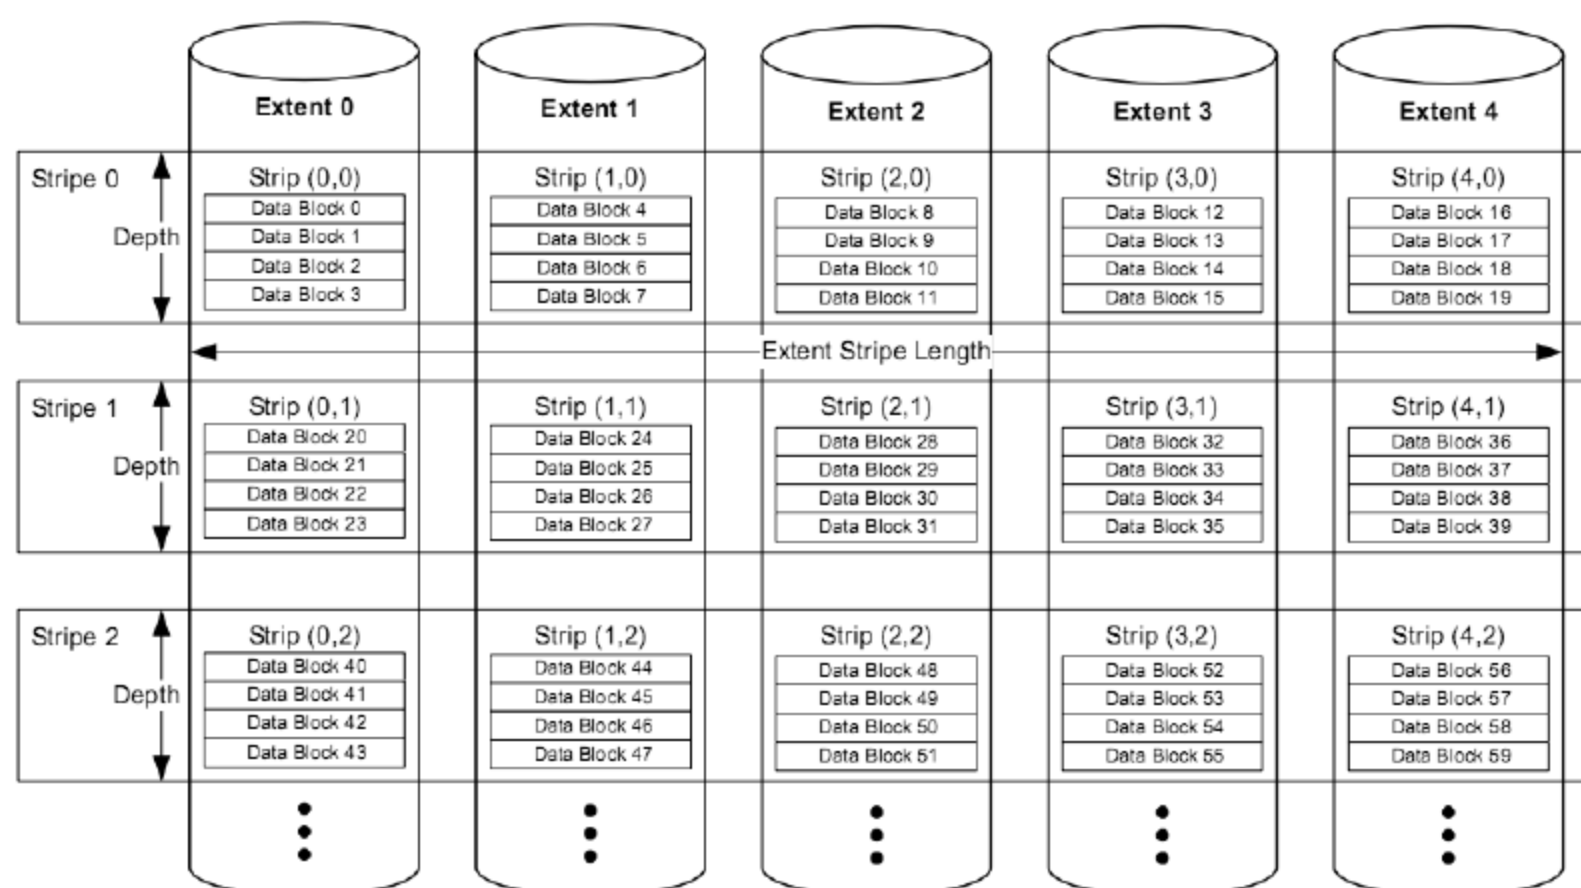 Extent 0 Extent 1 Extent 2 Extent 3 Extent 4
Stripe 0 Strip (0,0) Strip (1,0) Strip (2,0) Strip (3,0) Strip (4,0)
Data Block 0 Data Block 4 Data Block 8 Data Block 12 Data Block 16
Depth Data Block 1 Data Block 5 Data Block 9 Data Block 13 Data Block 17
Data Block 2 Data Block 6 Data Block 10 Data Block 14 Data Block 18
Data Block 3 Data Block 7 Data Block 11 Data Block 15 Data Block 19
Extent Stripe Length
Stripe 1 Strip (0,1) Strip (1,1) Strip (2,1) Strip (3,1) Strip (4,1)
Data Block 20 Data Block 24 Data Block 28 Data Block 32 Data Block 36
Depth Data Block 21 Data Block 25 Data Block 29 Data Block 33 Data Block 37
Data Block 22 Data Block 26 Data Block 30 Data Block 34 Data Block 38
Data Block 23 Data Block 27 Data Block 31 Data Block 35 Data Block 39
Stripe 2 Strip (0,2) Strip (1,2) Strip (2,2) Strip (3,2) Strip (4,2)
Data Block 40 Data Block 44 Data Block 48 Data Block 52 Data Block 56
Depth Data Block 41 Data Block 45 Data Block 49 Data Block 53 Data Block 57
Data Block 42 Data Block 46 Data Block 50 Data Block 54 Data Block 58
Data Block 43 Data Block 47 Data Block 51 Data Block 55 Data Block 59